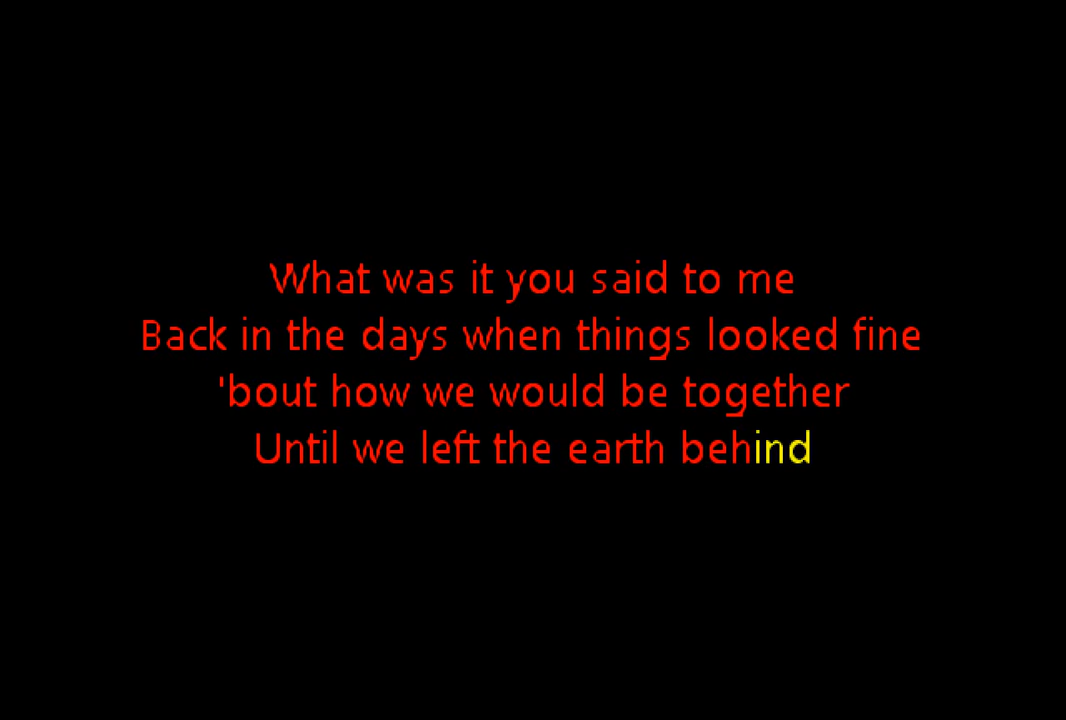 What was it you said to me
Back in the days when things looked fine
'bout how we would be together
Until we left the earth behind